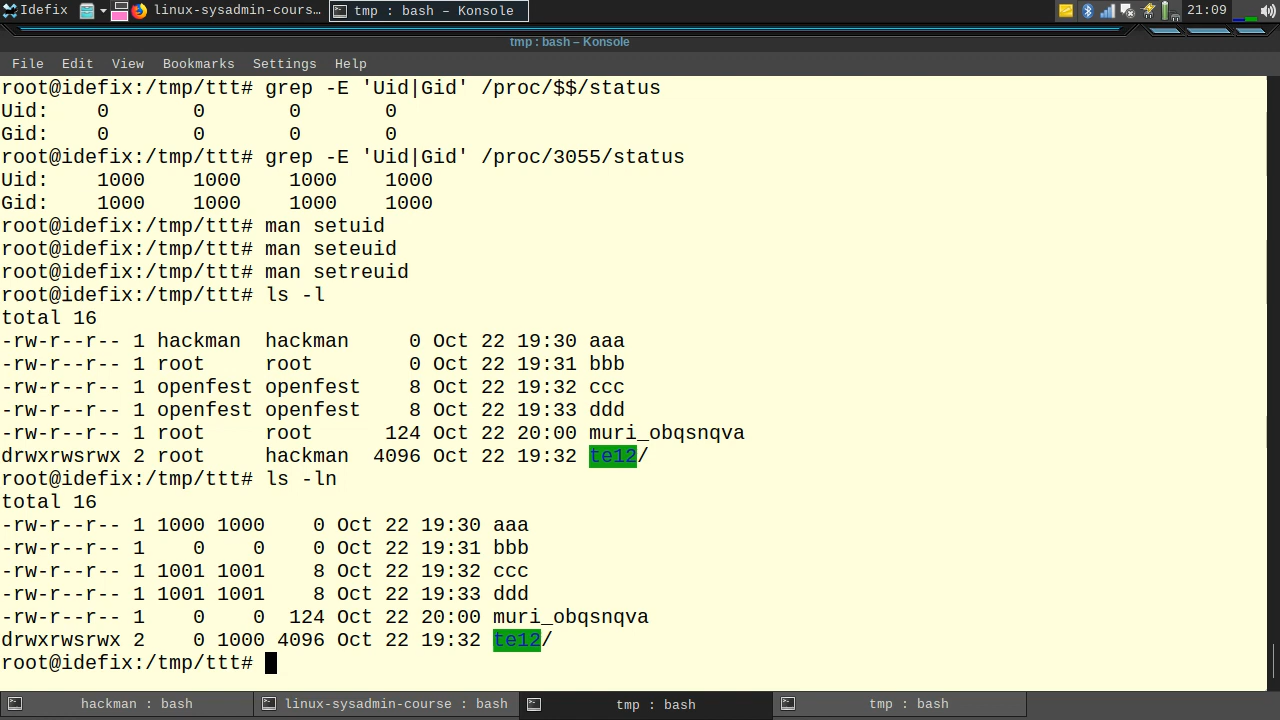 Idefix linux-sysadmin-cours… tmp : bash – Konsole 21:09
tmp : bash – Konsole
File Edit View Bookmarks Settings Help
root@idefix:/tmp/ttt# grep -E 'Uid|Gid' /proc/$$/status
Uid:    0       0       0       0
Gid:    0       0       0       0
root@idefix:/tmp/ttt# grep -E 'Uid|Gid' /proc/3055/status
Uid:    1000    1000    1000    1000
Gid:    1000    1000    1000    1000
root@idefix:/tmp/ttt# man setuid
root@idefix:/tmp/ttt# man seteuid
root@idefix:/tmp/ttt# man setreuid
root@idefix:/tmp/ttt# ls -l
total 16
-rw-r--r-- 1 hackman  hackman     0 Oct 22 19:30 aaa
-rw-r--r-- 1 root     root        0 Oct 22 19:31 bbb
-rw-r--r-- 1 openfest openfest    8 Oct 22 19:32 ccc
-rw-r--r-- 1 openfest openfest    8 Oct 22 19:33 ddd
-rw-r--r-- 1 root     root      124 Oct 22 20:00 muri_obqsnqva
drwxrwsrwx 2 root     hackman  4096 Oct 22 19:32 te12/
root@idefix:/tmp/ttt# ls -ln
total 16
-rw-r--r-- 1 1000 1000    0 Oct 22 19:30 aaa
-rw-r--r-- 1    0    0    0 Oct 22 19:31 bbb
-rw-r--r-- 1 1001 1001    8 Oct 22 19:32 ccc
-rw-r--r-- 1 1001 1001    8 Oct 22 19:33 ddd
-rw-r--r-- 1    0    0  124 Oct 22 20:00 muri_obqsnqva
drwxrwsrwx 2    0 1000 4096 Oct 22 19:32 te12/
root@idefix:/tmp/ttt#
hackman : bash linux-sysadmin-course : bash tmp : bash tmp : bash